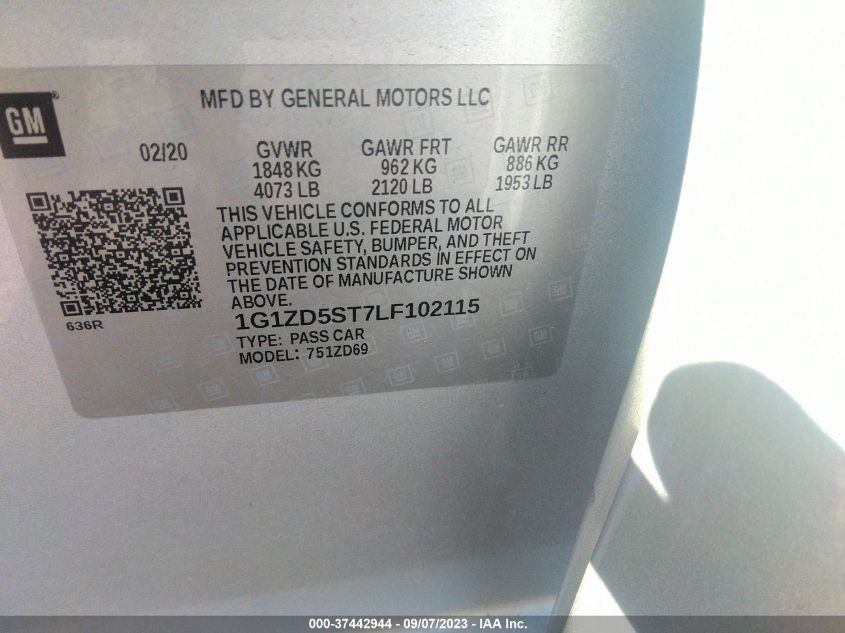 MFD BY GENERAL MOTORS LLC
GM
02/20 GVWR GAWR FRT GAWR RR
1848 KG 962 KG 886 KG
4073 LB 2120 LB 1953 LB
THIS VEHICLE CONFORMS TO ALL
APPLICABLE U.S. FEDERAL MOTOR
VEHICLE SAFETY, BUMPER, AND THEFT
PREVENTION STANDARDS IN EFFECT ON
THE DATE OF MANUFACTURE SHOWN
ABOVE.
636R
1G1ZD5ST7LF102115
TYPE: PASS CAR
MODEL: 751ZD69
000-37442944 - 09/07/2023 - IAA Inc.